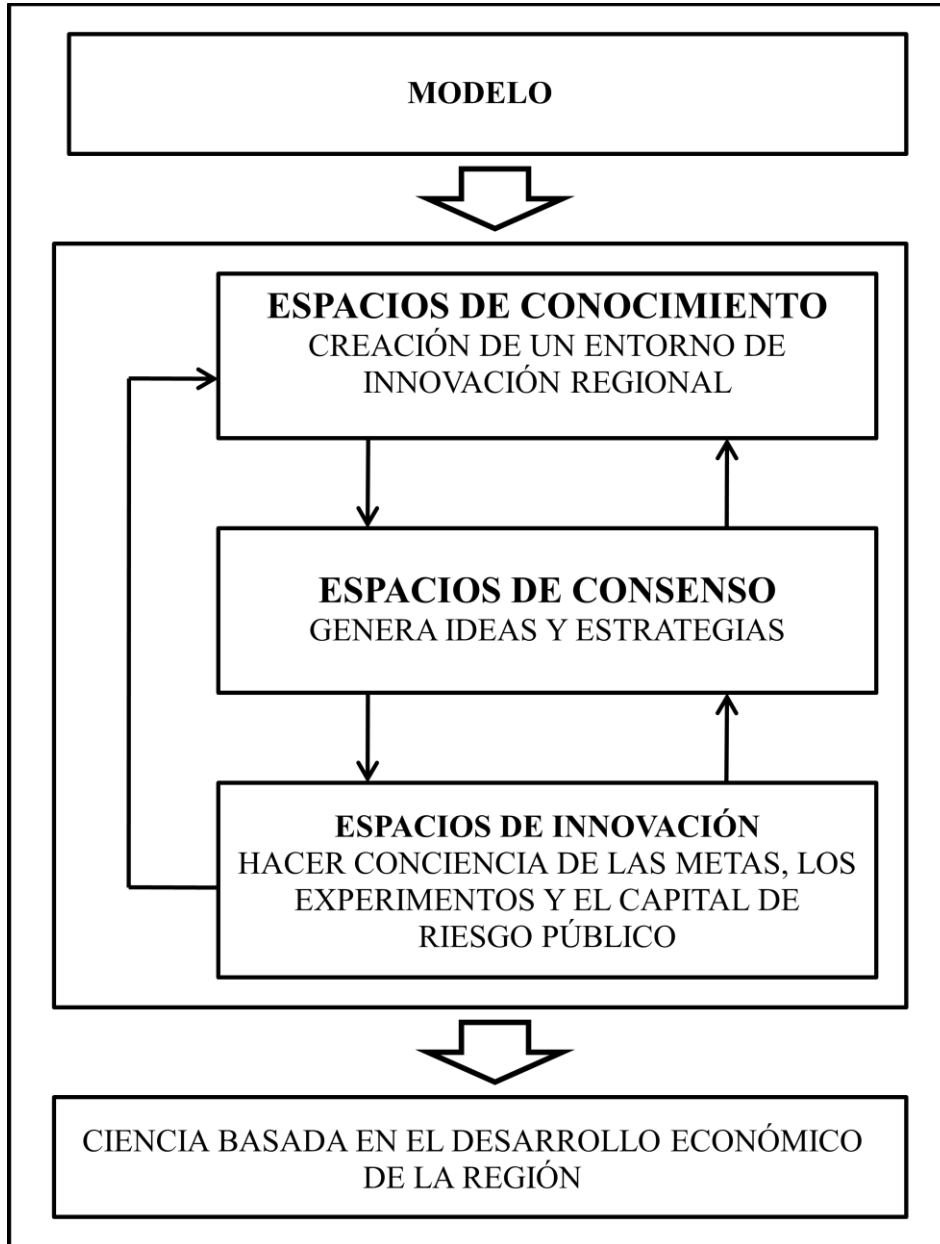 MODELO
ESPACIOS DE CONOCIMIENTO
CREACIÓN DE UN ENTORNO DE
INNOVACIÓN REGIONAL
ESPACIOS DE CONSENSO
GENERA IDEAS Y ESTRATEGIAS
ESPACIOS DE INNOVACIÓN
HACER CONCIENCIA DE LAS METAS, LOS
EXPERIMENTOS Y EL CAPITAL DE
RIESGO PÚBLICO
CIENCIA BASADA EN EL DESARROLLO ECONÓMICO
DE LA REGIÓN